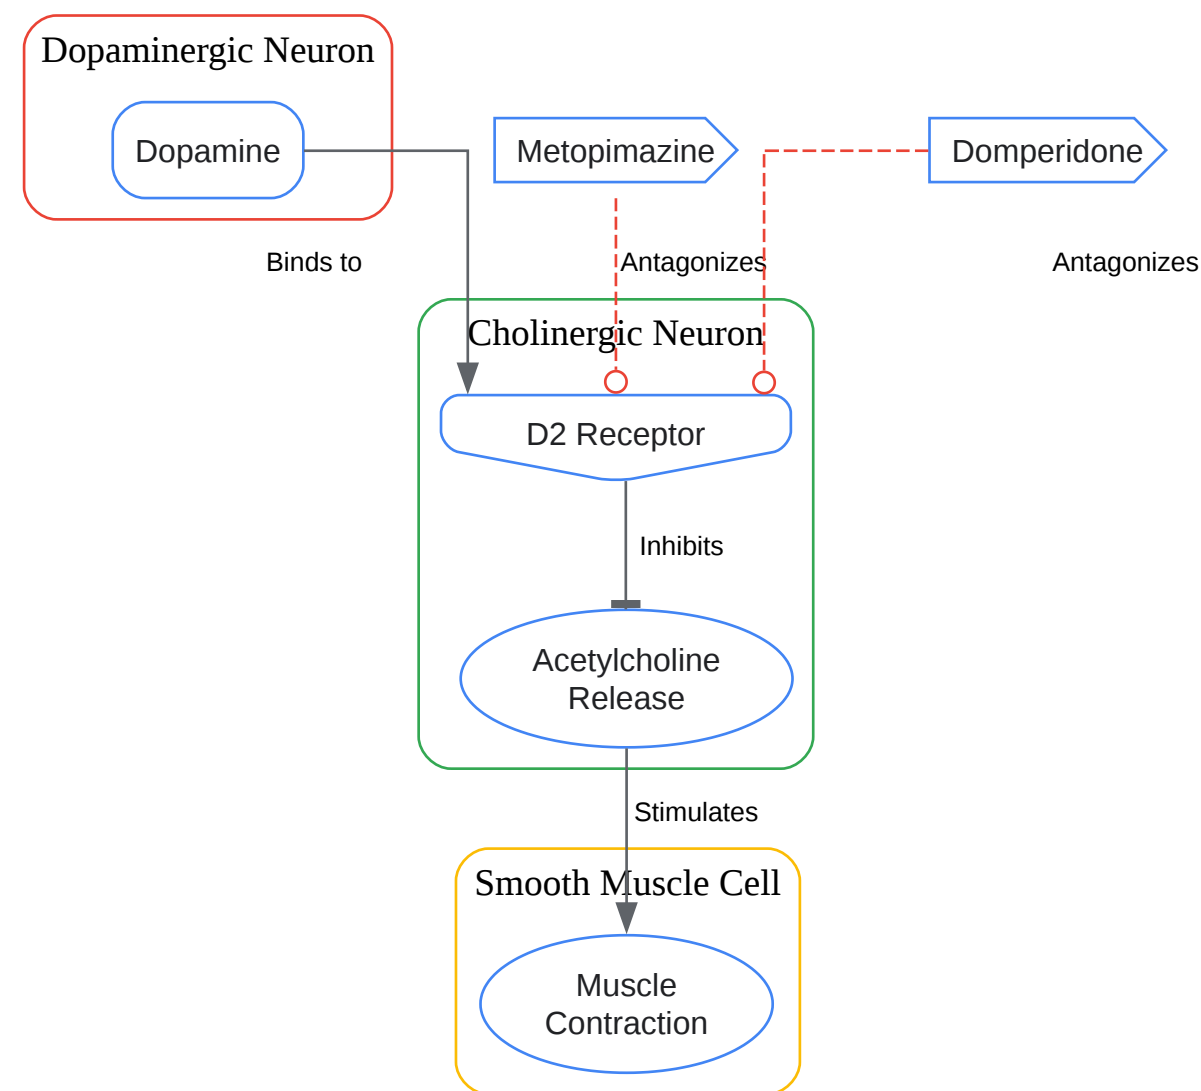 Dopaminergic Neuron
Dopamine
Metopimazine
Domperidone
Binds to
Antagonizes
Antagonizes
Cholinergic Neuron
D2 Receptor
Inhibits
Acetylcholine
Release
Stimulates
Smooth Muscle Cell
Muscle
Contraction